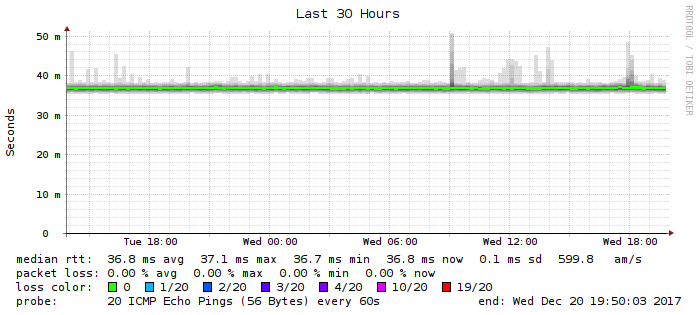 Last 30 Hours
RRDTOOL / TOBI OETIKER
Seconds
50 m
40 m
30 m
20 m
10 m
0
Tue 18:00 Wed 00:00 Wed 06:00 Wed 12:00 Wed 18:00
median rtt: 36.8 ms avg 37.1 ms max 36.7 ms min 36.8 ms now 0.1 ms sd 599.8 am/s
packet loss: 0.00 % avg 0.00 % max 0.00 % min 0.00 % now
loss color: 0 1/20 2/20 3/20 4/20 10/20 19/20
probe: 20 ICMP Echo Pings (56 Bytes) every 60s end: Wed Dec 20 19:50:03 2017